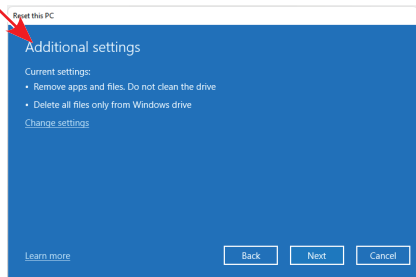 Reset this PC
Additional settings
Current settings:
• Remove apps and files. Do not clean the drive
• Delete all files only from Windows drive
Change settings
Learn more
Back
Next
Cancel